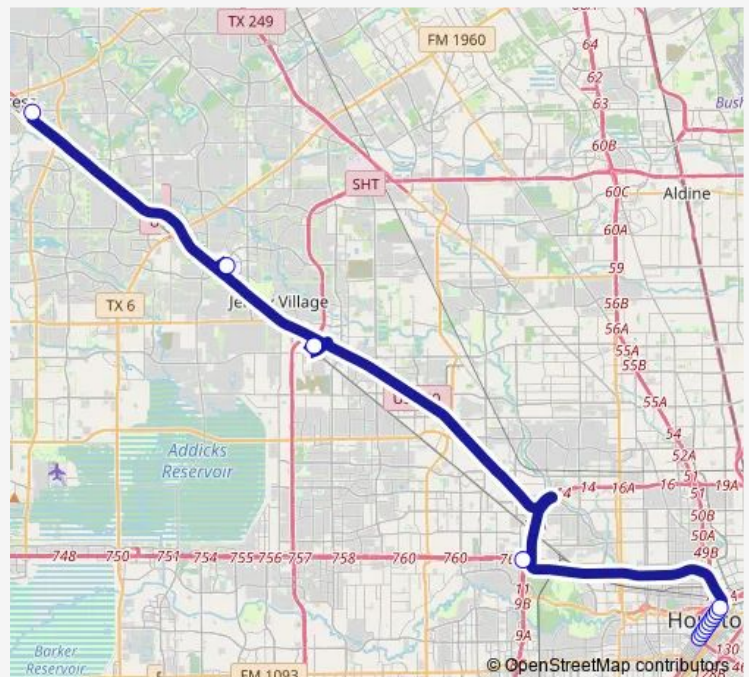 TX 249
FM 1960
64
62
63
60B
SHT
60C
Aldine
60A
59
TX 6
56B
56A
55A
55B
55A
Addicks
Reservoir
54
52A
14
16A
16
51
19A
50B
50A
49B
748
750
751
754
755
756
757
758
760
760
11
9B
9A
Barker
Reservoir
FM 1093
130
© OpenStreetMap contributors